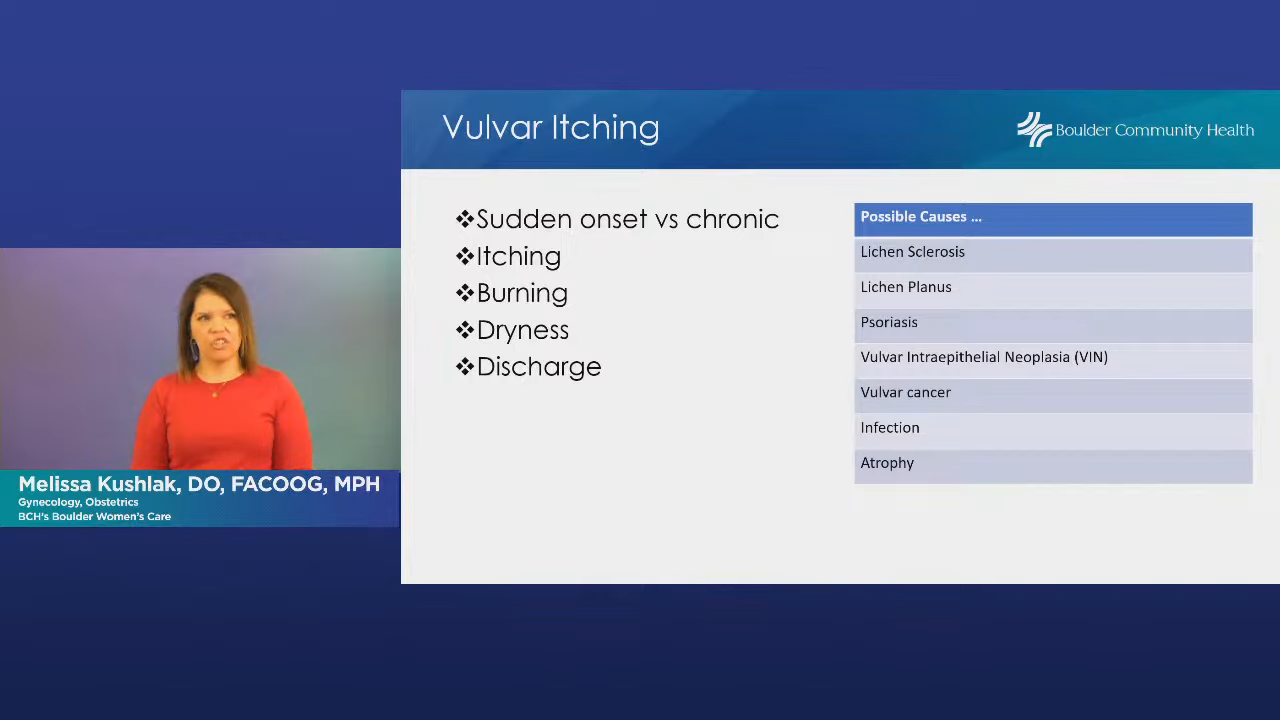 Vulvar Itching
Boulder Community Health
❖Sudden onset vs chronic
❖Itching
❖Burning
❖Dryness
❖Discharge
Possible Causes ...
Lichen Sclerosis
Lichen Planus
Psoriasis
Vulvar Intraepithelial Neoplasia (VIN)
Vulvar cancer
Infection
Atrophy
Melissa Kushlak, DO, FACOOG, MPH
Gynecology, Obstetrics
BCH's Boulder Women's Care